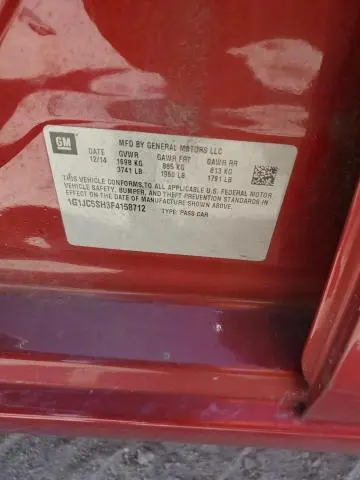 GM
MFD BY GENERAL MOTORS LLC
DATE GVWR GAWR FRT GAWR RR
12/14 1698 KG 885 KG 813 KG
3741 LB 1950 LB 1791 LB
THIS VEHICLE CONFORMS TO ALL APPLICABLE U.S. FEDERAL MOTOR
VEHICLE SAFETY, BUMPER, AND THEFT PREVENTION STANDARDS IN
EFFECT ON THE DATE OF MANUFACTURE SHOWN ABOVE.
1G1JC5SH3F4158712 TYPE: PASS CAR